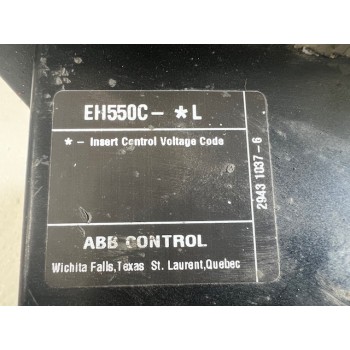 EH550C- *L
*- Insert Control Voltage Code
2943 1037-6
ABB CONTROL
Wichita Falls,Texas St. Laurent,Quebec